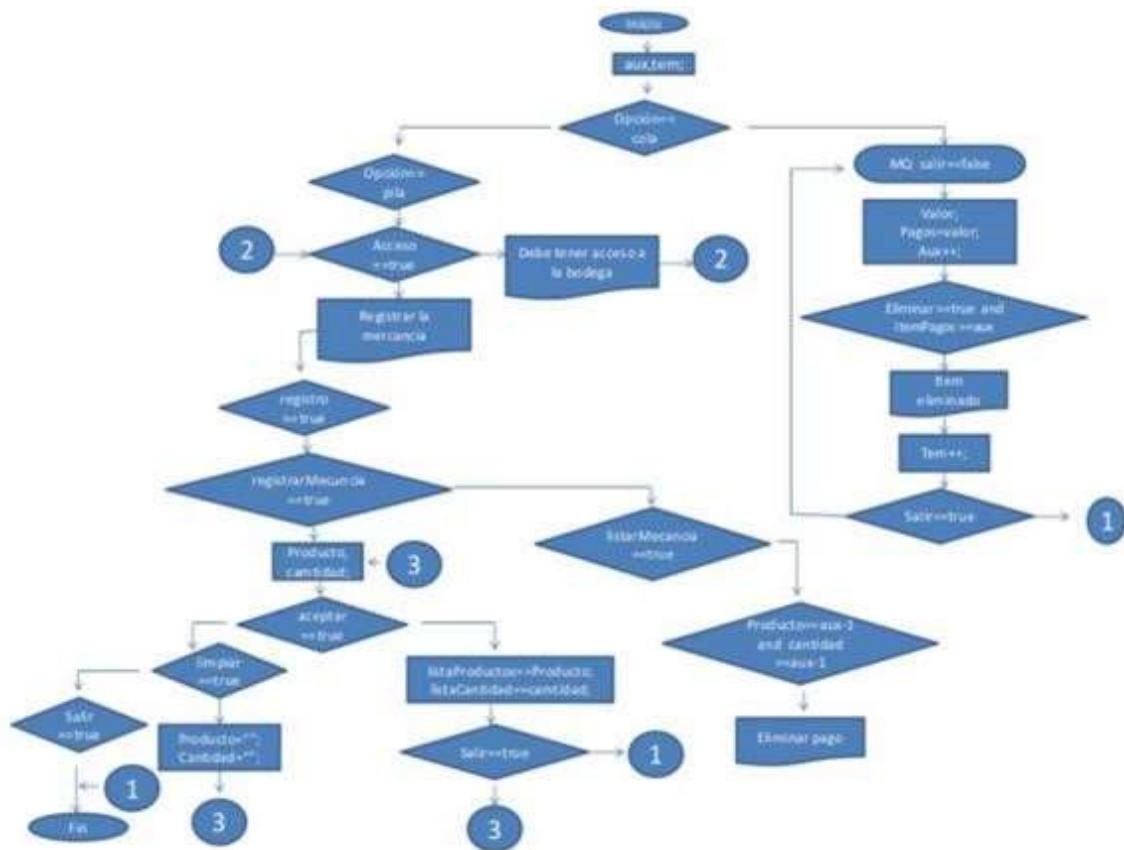 Inicio
aux,tem;
Opcion==
cola
Opcion==
pila
MQ salir==false
Valor;
Pagos=valor;
Aux++;
2
Acceso
==true
Debe tener acceso a
la bodega
2
Registrar la
mercancia
Eliminar==true and
itemPagos ==aux
Item
eliminado
registro
==true
Tem++;
registrarMecancia
==true
Salir==true
1
listarMecancia
==true
Producto,
cantidad;
3
aceptar
==true
Producto==aux-1
and cantidad
==aux-1
limpiar
==true
listaProductos==Producto;
listaCantidad==cantidad;
Salir
==true
Producto="";
Cantidad="";
Salir==true
1
Eliminar pago
1
3
3
Fin